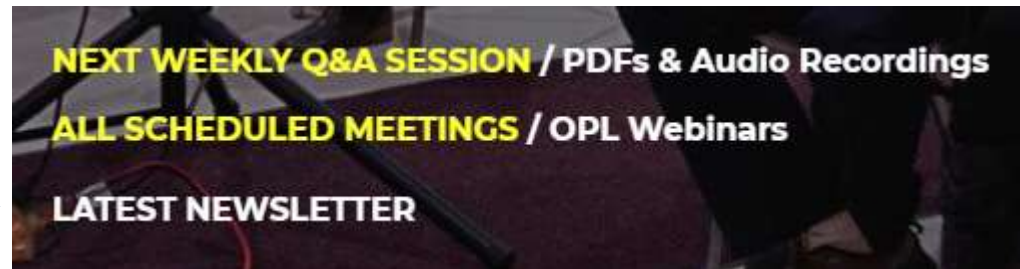 NEXT WEEKLY Q&A SESSION / PDFs & Audio Recordings
ALL SCHEDULED MEETINGS / OPL Webinars
LATEST NEWSLETTER